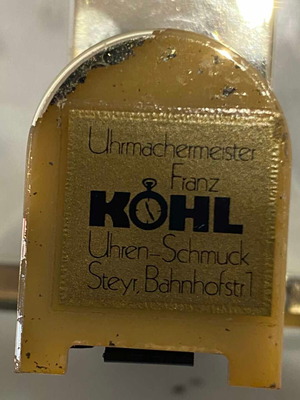 Uhrmachermeister
Franz
KOHL
Uhren-Schmuck
Steyr, Bahnhofstr 1